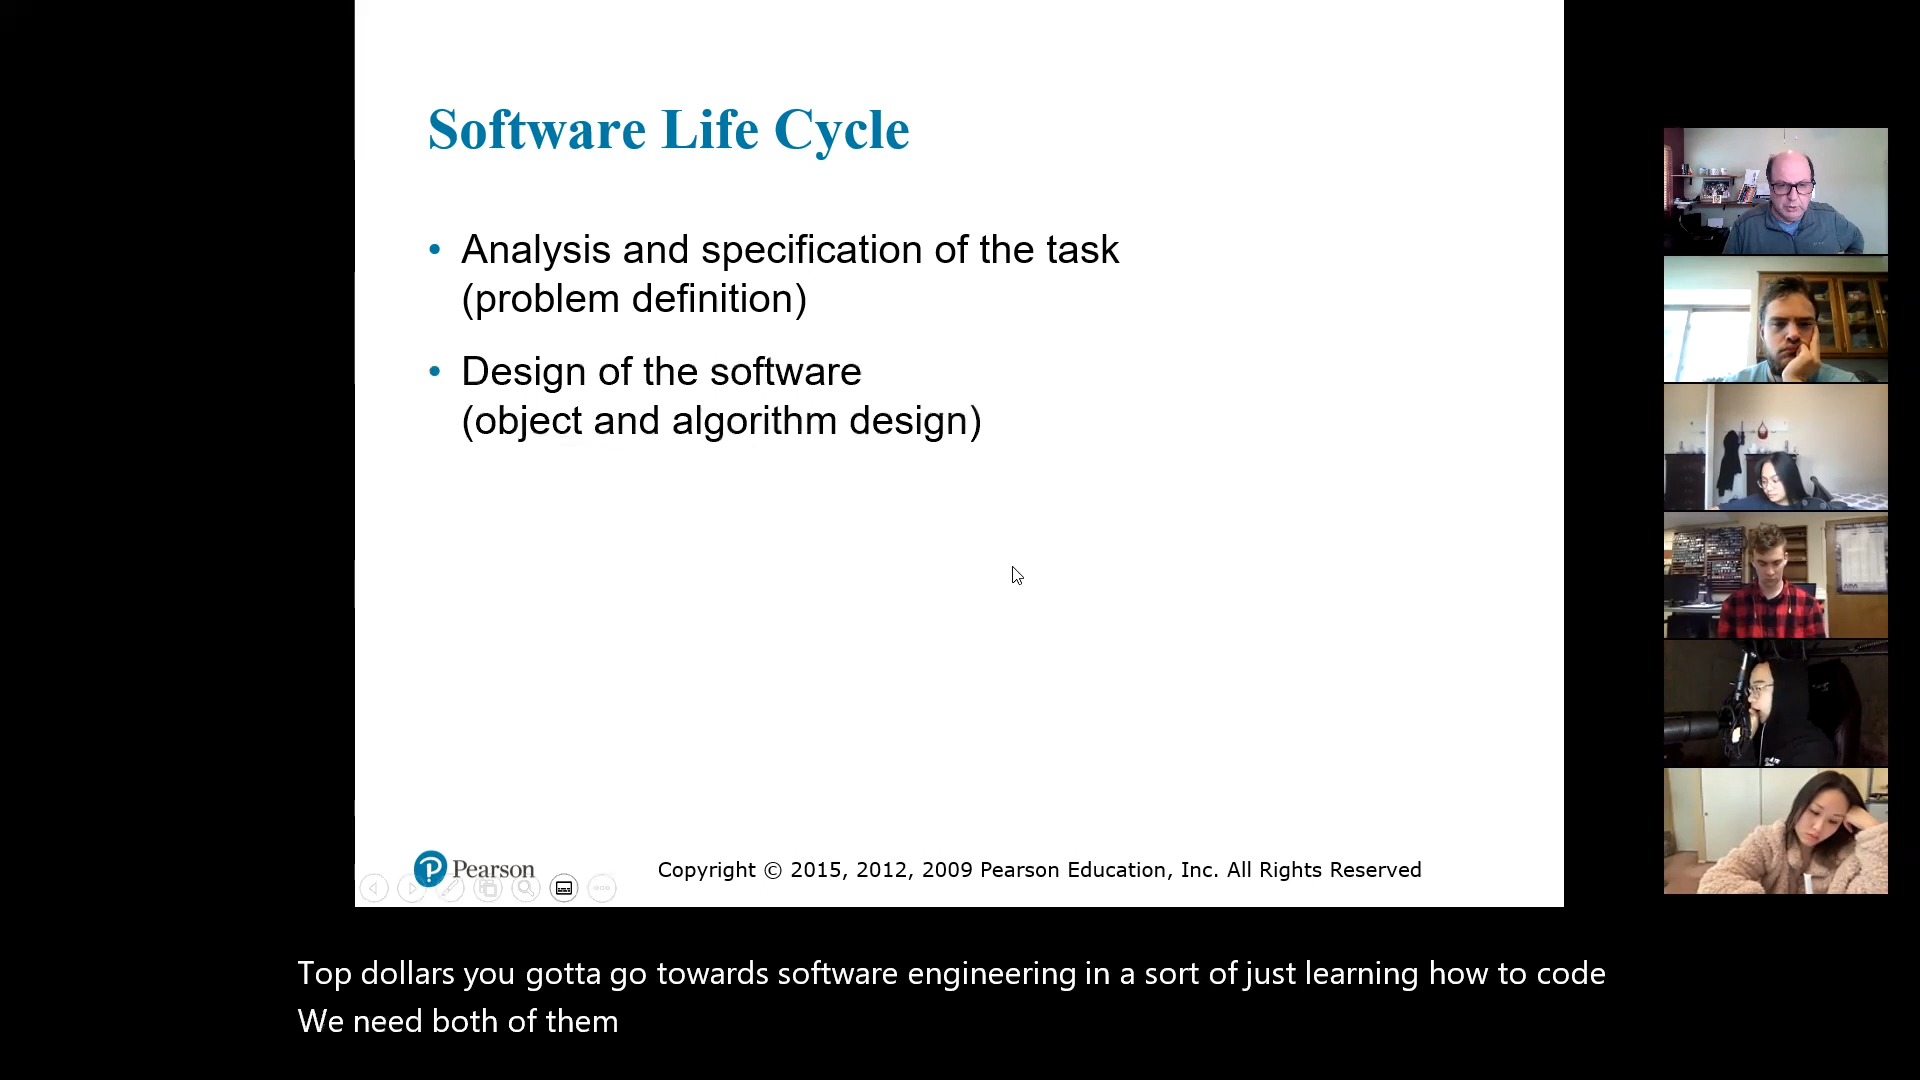 Software Life Cycle
• Analysis and specification of the task
(problem definition)
• Design of the software
(object and algorithm design)
Pearson
Copyright © 2015, 2012, 2009 Pearson Education, Inc. All Rights Reserved
Top dollars you gotta go towards software engineering in a sort of just learning how to code
We need both of them